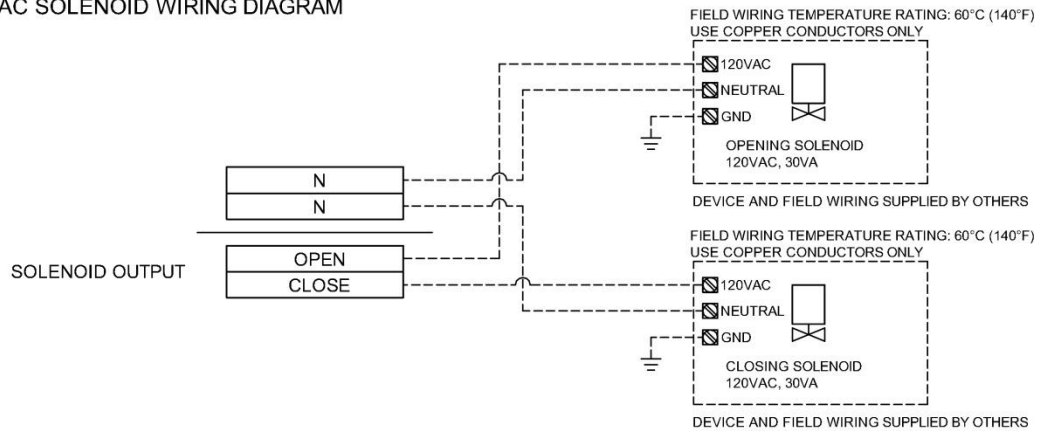 AC SOLENOID WIRING DIAGRAM
FIELD WIRING TEMPERATURE RATING: 60°C (140°F)
USE COPPER CONDUCTORS ONLY
120VAC
NEUTRAL
GND
OPENING SOLENOID
120VAC, 30VA
DEVICE AND FIELD WIRING SUPPLIED BY OTHERS
N
N
SOLENOID OUTPUT
OPEN
CLOSE
FIELD WIRING TEMPERATURE RATING: 60°C (140°F)
USE COPPER CONDUCTORS ONLY
120VAC
NEUTRAL
GND
CLOSING SOLENOID
120VAC, 30VA
DEVICE AND FIELD WIRING SUPPLIED BY OTHERS